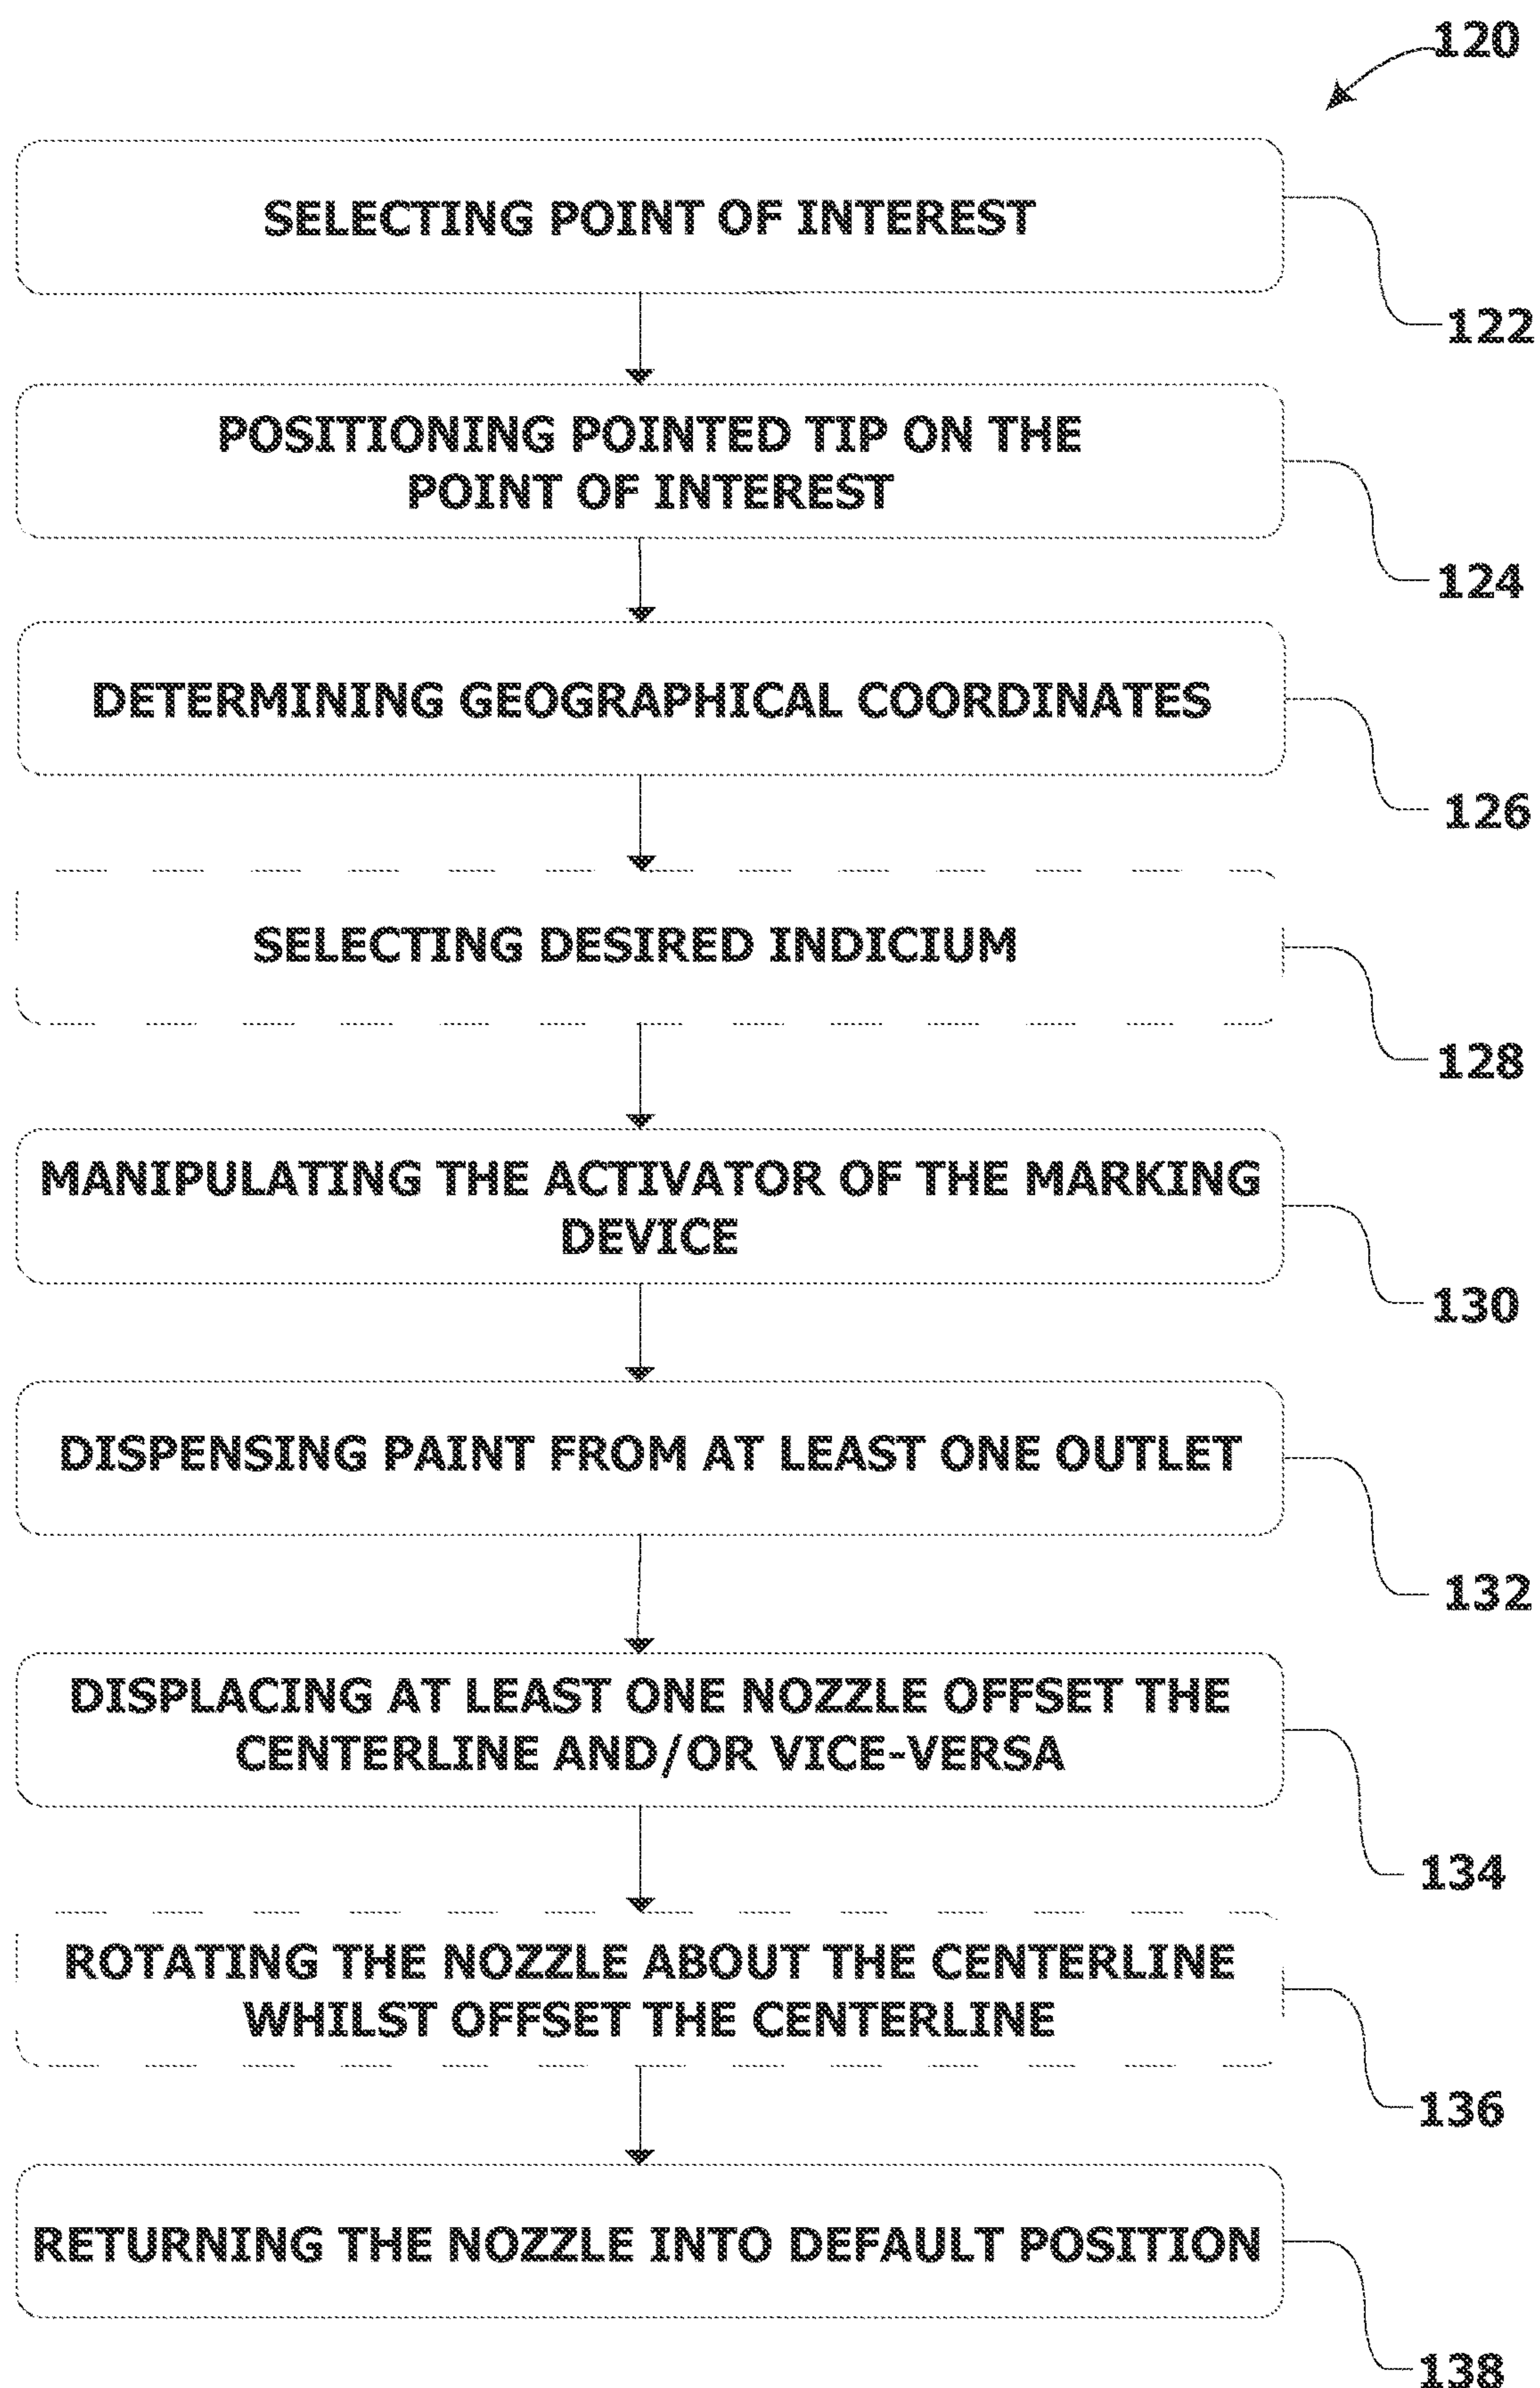 120
SELECTING POINT OF INTEREST
122
POSITIONING POINTED TIP ON THE
POINT OF INTEREST
124
DETERMINING GEOGRAPHICAL COORDINATES
126
SELECTING DESIRED INDICIUM
128
MANIPULATING THE ACTIVATOR OF THE MARKING
DEVICE
130
DISPENSING PAINT FROM AT LEAST ONE OUTLET
132
DISPLACING AT LEAST ONE NOZZLE OFFSET THE
CENTERLINE AND/OR VICE-VERSA
134
ROTATING THE NOZZLE ABOUT THE CENTERLINE
WHILST OFFSET THE CENTERLINE
136
RETURNING THE NOZZLE INTO DEFAULT POSITION
138